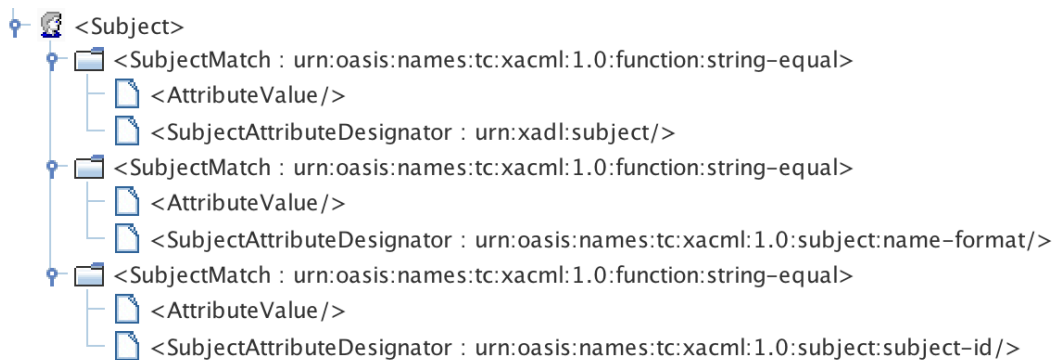 <Subject>
<SubjectMatch : urn:oasis:names:tc:xacml:1.0:function:string-equal>
<AttributeValue/>
<SubjectAttributeDesignator : urn:xadl:subject/>
<SubjectMatch : urn:oasis:names:tc:xacml:1.0:function:string-equal>
<AttributeValue/>
<SubjectAttributeDesignator : urn:oasis:names:tc:xacml:1.0:subject:name-format/>
<SubjectMatch : urn:oasis:names:tc:xacml:1.0:function:string-equal>
<AttributeValue/>
<SubjectAttributeDesignator : urn:oasis:names:tc:xacml:1.0:subject:subject-id/>